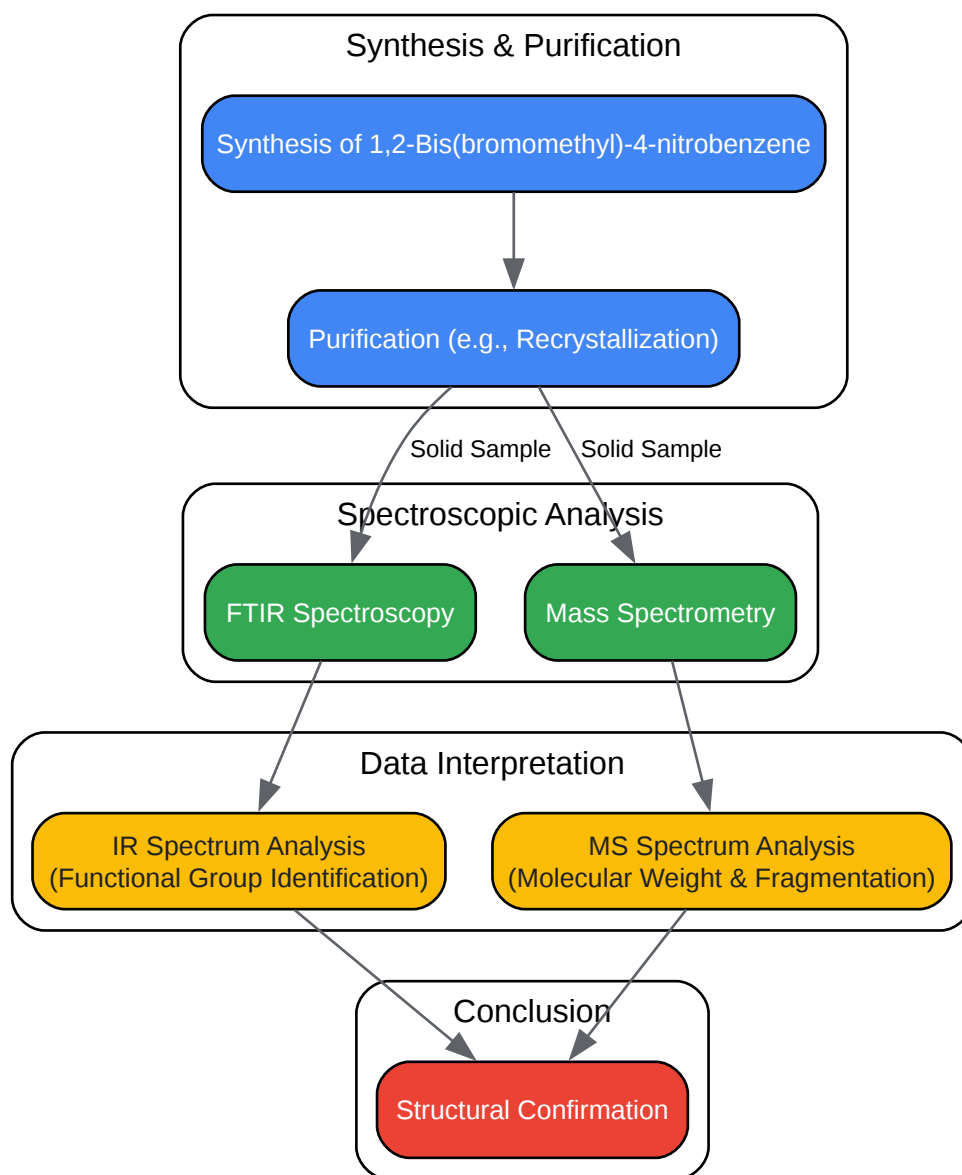 Synthesis & Purification
Synthesis of 1,2-Bis(bromomethyl)-4-nitrobenzene
Purification (e.g., Recrystallization)
Solid Sample
Solid Sample
Spectroscopic Analysis
FTIR Spectroscopy
Mass Spectrometry
Data Interpretation
IR Spectrum Analysis
(Functional Group Identification)
MS Spectrum Analysis
(Molecular Weight & Fragmentation)
Conclusion
Structural Confirmation